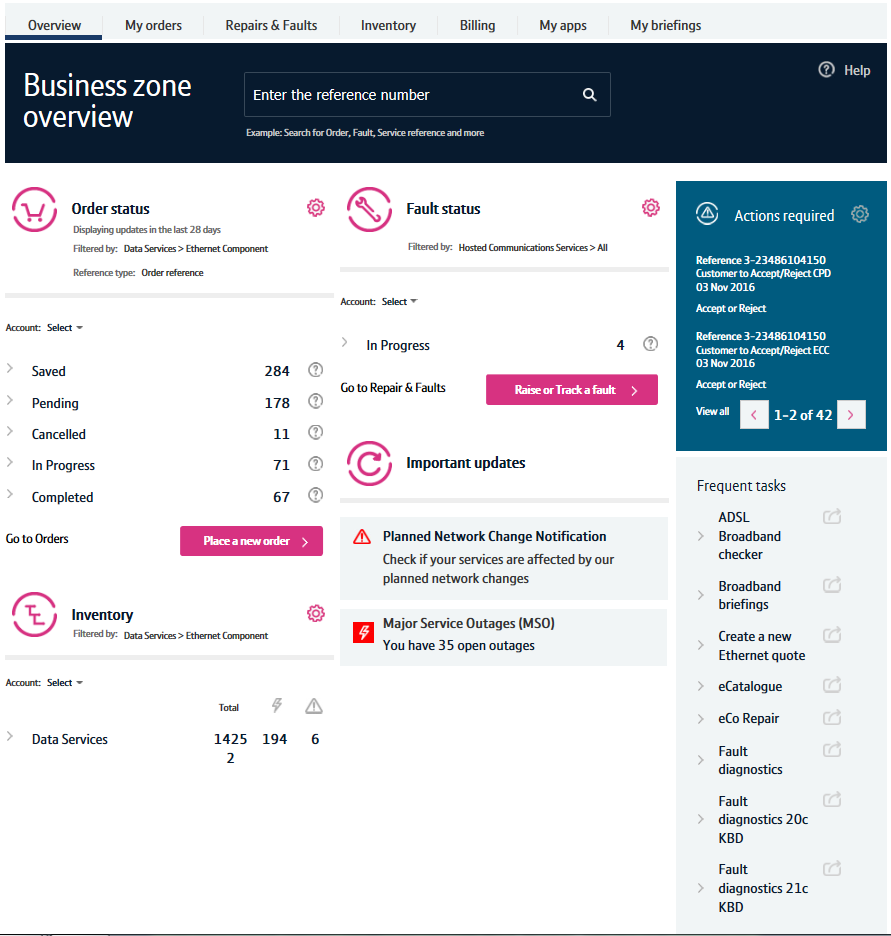 Overview My orders Repairs & Faults Inventory Billing My apps My briefings
Business zone
overview
Enter the reference number
Example: Search for Order, Fault, Service reference and more
Help
Order status
Displaying updates in the last 28 days
Filtered by: Data Services > Ethernet Component
Reference type: Order reference
Account: Select
Saved 284
Pending 178
Cancelled 11
In Progress 71
Completed 67
Go to Orders Place a new order
Inventory
Filtered by: Data Services > Ethernet Component
Account: Select
Total
Data Services 1425 194 6
2
Fault status
Filtered by: Hosted Communications Services > All
Account: Select
In Progress 4
Go to Repair & Faults Raise or Track a fault
Important updates
Planned Network Change Notification
Check if your services are affected by our
planned network changes
Major Service Outages (MSO)
You have 35 open outages
Actions required
Reference 3-23486104150
Customer to Accept/Reject CPD
03 Nov 2016
Accept or Reject
Reference 3-23486104150
Customer to Accept/Reject ECC
03 Nov 2016
Accept or Reject
View all 1-2 of 42
Frequent tasks
ADSL
Broadband
checker
Broadband
briefings
Create a new
Ethernet quote
eCatalogue
eCo Repair
Fault
diagnostics
Fault
diagnostics 20c
KBD
Fault
diagnostics 21c
KBD